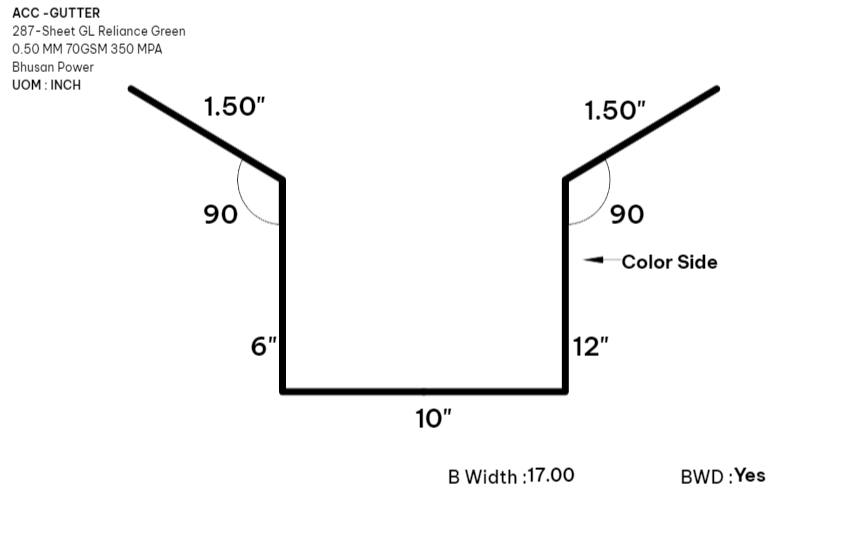 ACC -GUTTER
287-Sheet GL Reliance Green
0.50 MM 70GSM 350 MPA
Bhusan Power
UOM : INCH
1.50"
1.50"
90
90
Color Side
6"
12"
10"
B Width :17.00
BWD :Yes